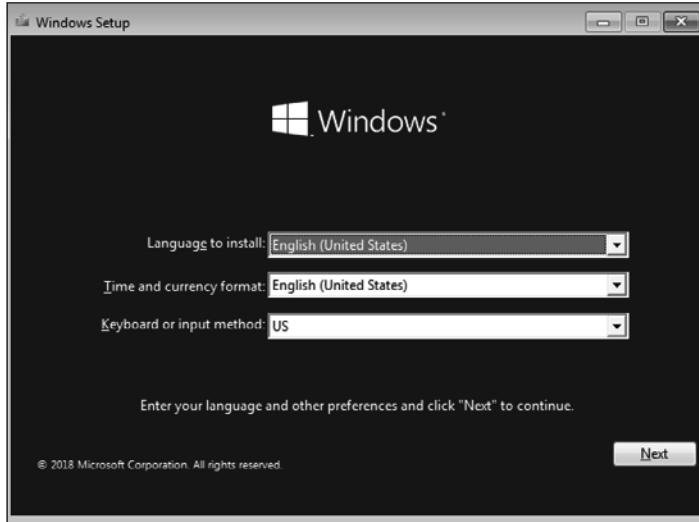 Windows Setup
Windows
Language to install: English (United States)
Time and currency format: English (United States)
Keyboard or input method: US
Enter your language and other preferences and click "Next" to continue.
Next
© 2018 Microsoft Corporation. All rights reserved.